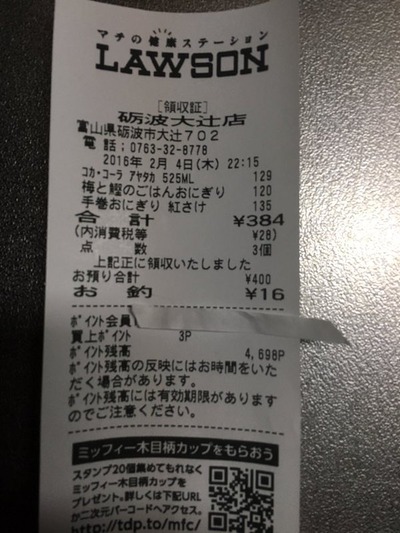 マチの健康ステーション
LAWSON
[領収証]
砺波大辻店
富山県砺波市大辻702
電話:0763-32-8778
2016年 2月 4日(木) 22:15
コカ・コーラ アヤタカ 525ML 129
梅と鰹のごはんおにぎり 120
手巻おにぎり 紅さけ 135
合計 ¥384
(内消費税等 ¥28)
点数 3個
上記正に領収いたしました
お預り合計 ¥400
お釣 ¥16
ポイント会員
買上ポイント 3P
ポイント残高 4,698P
ポイント残高の反映にはお時間をいた
だく場合があります。
ポイント残高には有効期限があります
のでご注意ください。
ミッフィー木目柄カップをもらおう
スタンプ20個集めてもれなく
ミッフィー木目柄カップを
プレゼント。詳しくは下記URL
か二次元バーコードへアクセス。
http://tdp.to/mfc/